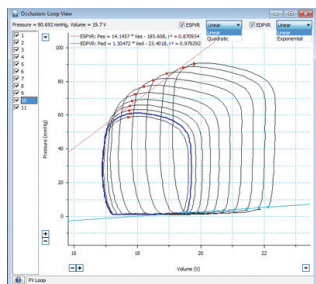 Occlusion: Loop View
Pressure = 90.692 mmHg, Volume = 19.7 V
ESPVR: Linear
Linear
Quadratic
EDPVR: Linear
Linear
Exponential
1
2
3
4
5
6
7
8
9
10
11
ESPVR: Pes = 14.1457 * Ves - 185.608, r² = 0.870934
EDPVR: Ped = 1.30472 * Ved - 23.4018, r² = 0.979292
Pressure (mmHg)
100
80
60
40
20
0
16
18
20
22
Volume (V)
PV Loop